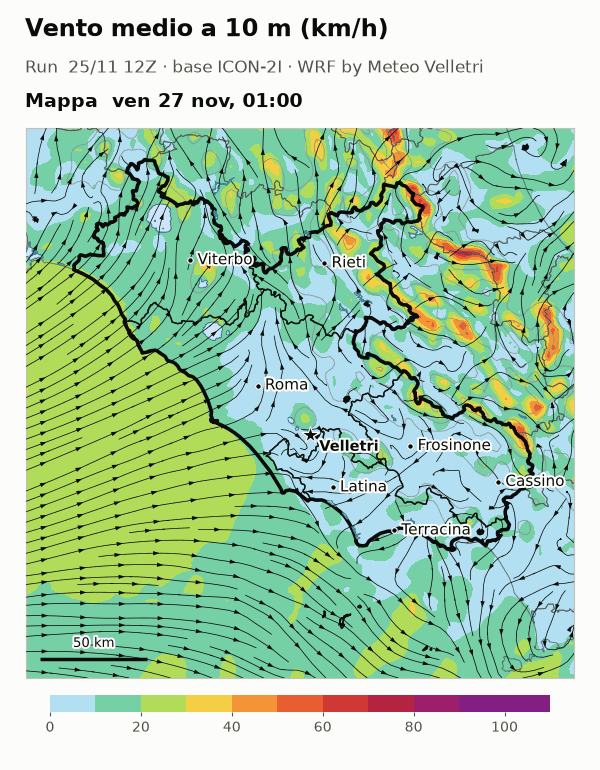 Vento medio a 10 m (km/h)
Run 25/11 12Z · base ICON-2I · WRF by Meteo Velletri
Mappa ven 27 nov, 01:00
Viterbo
Rieti
Roma
Velletri
Frosinone
Cassino
Latina
Terracina
50 km
0 20 40 60 80 100